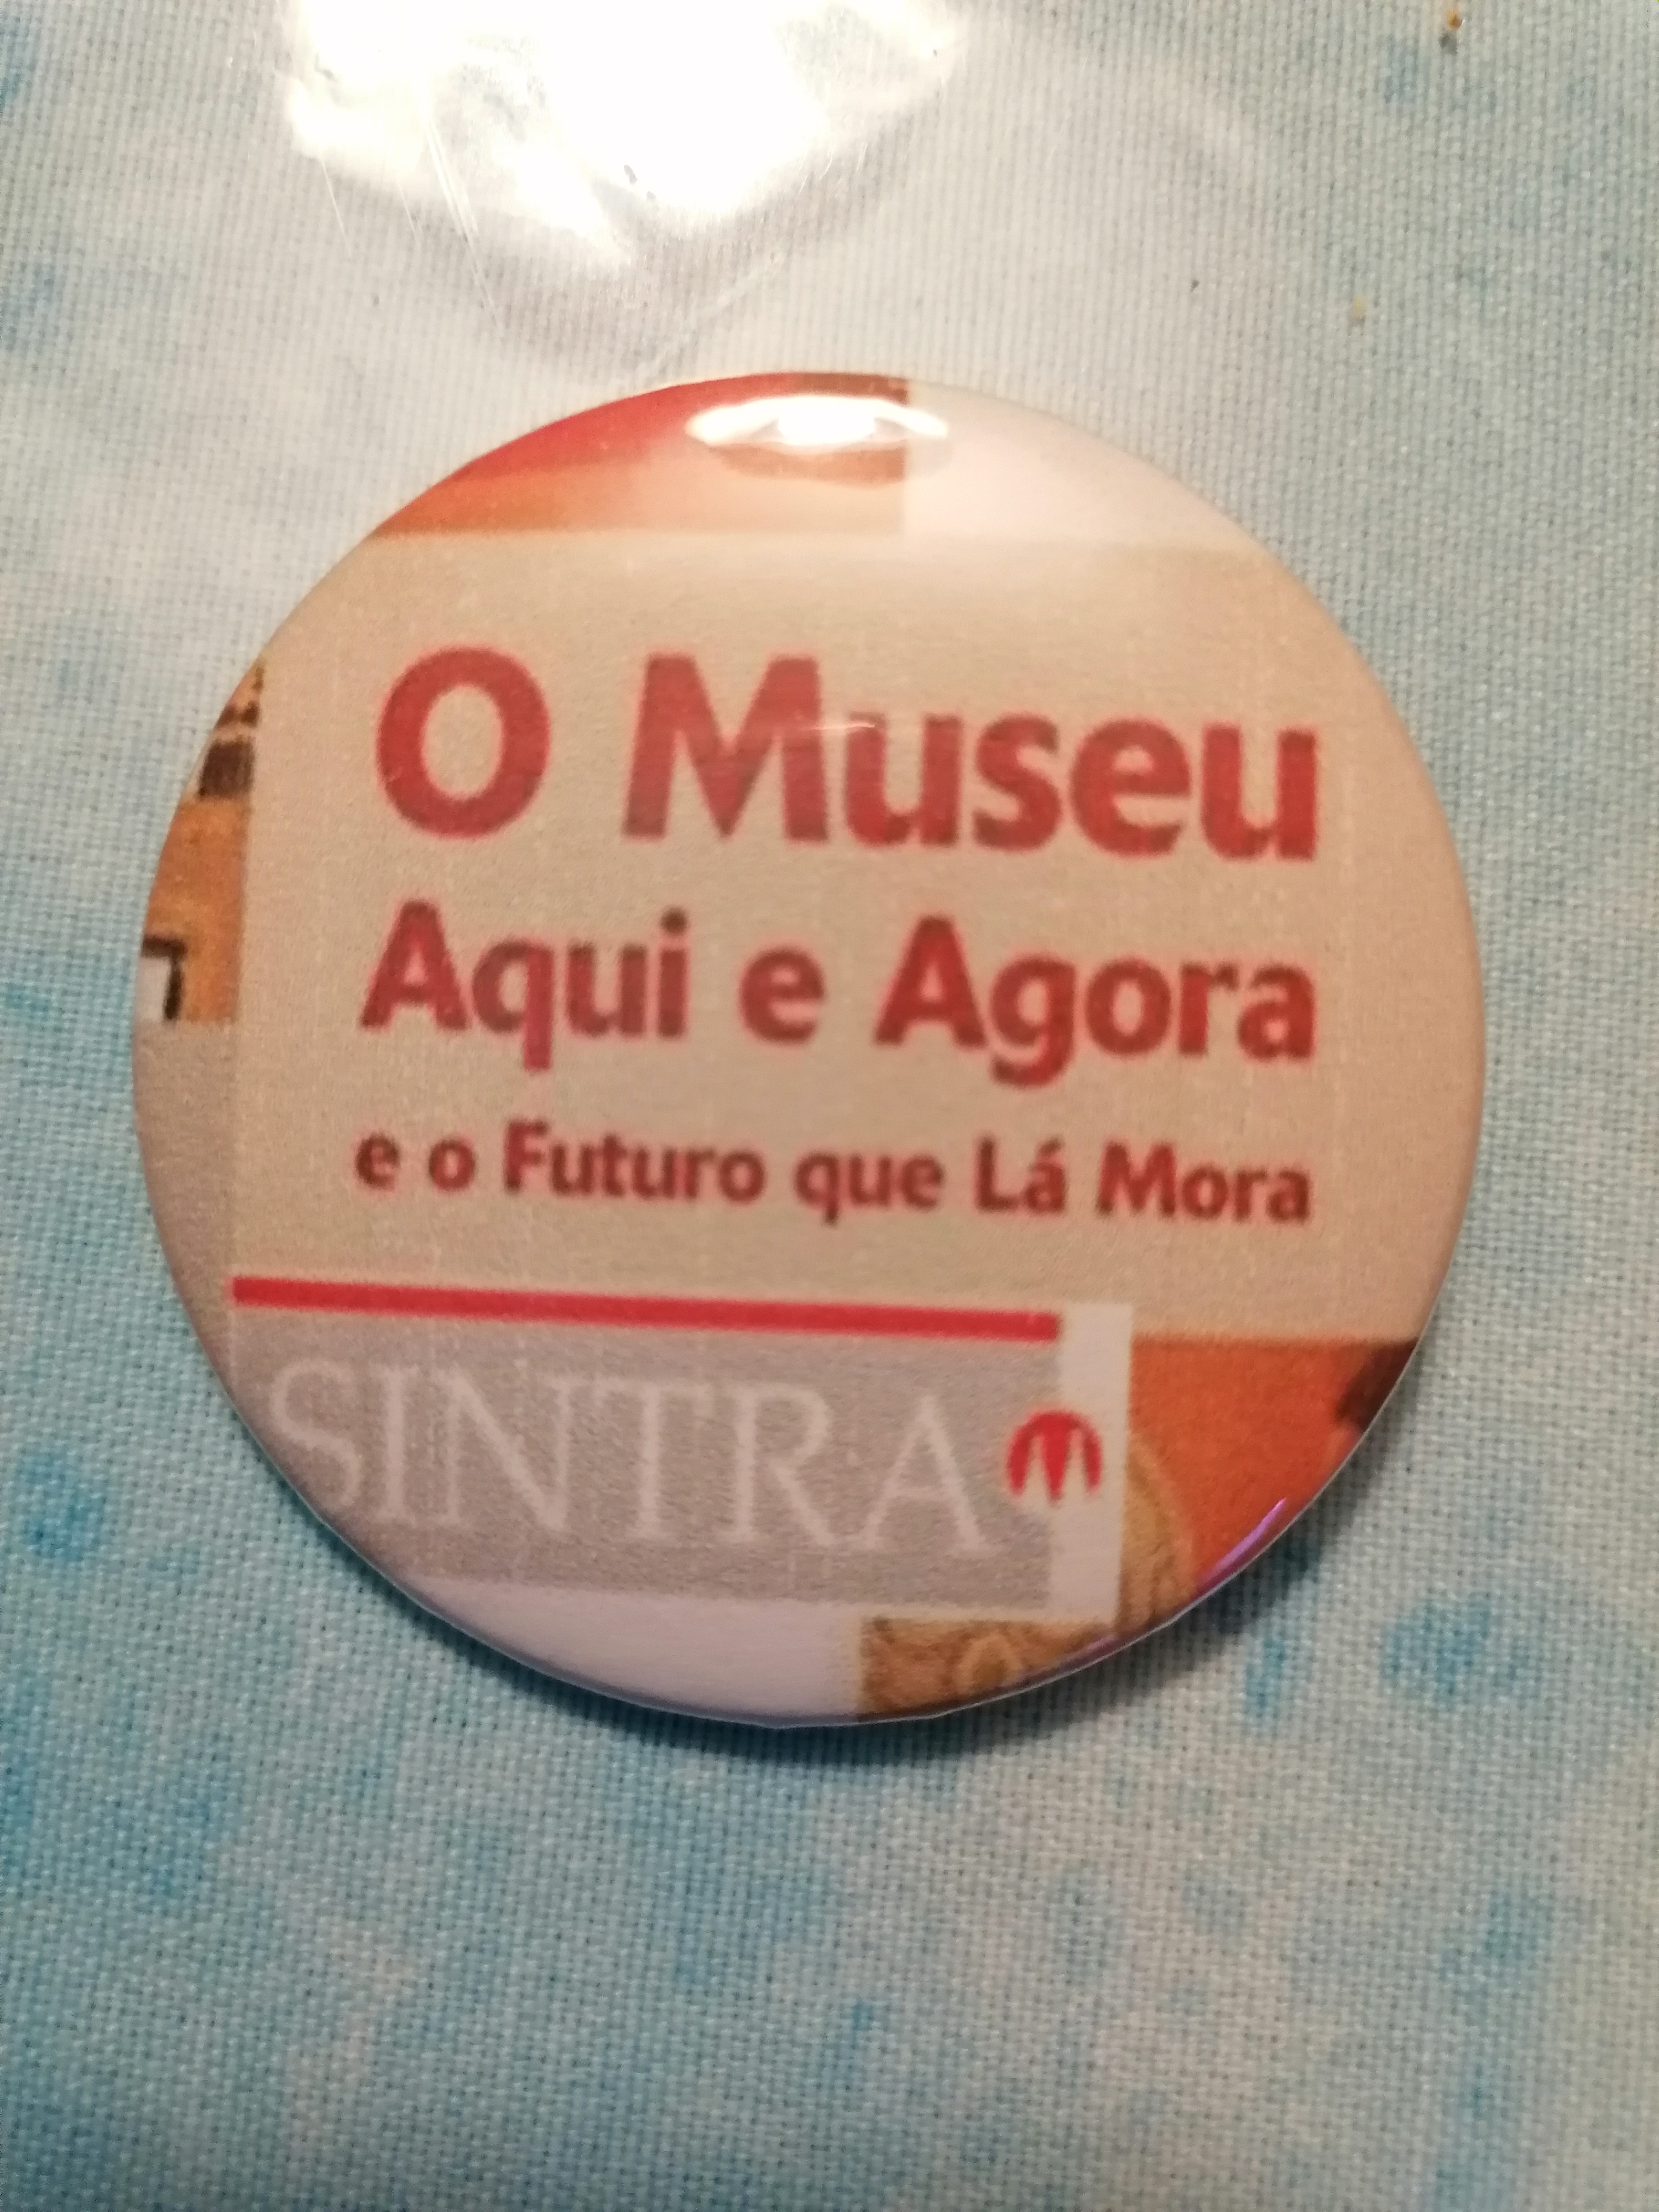 O Museu
Aqui e Agora
e o Futuro que Lá Mora
SINTRA